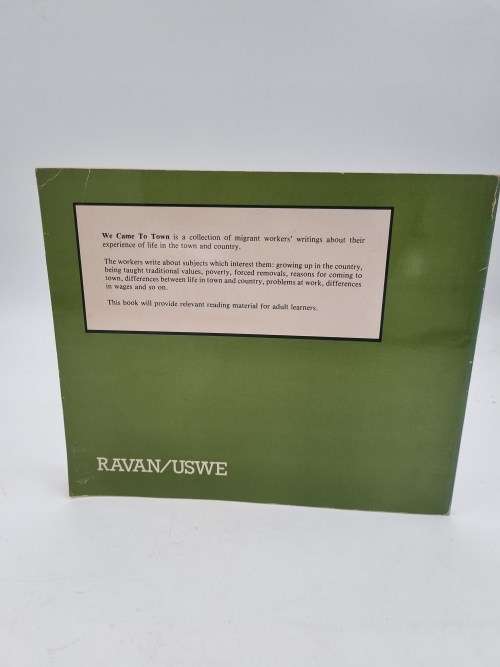 We Came To Town is a collection of migrant workers' writings about their
experience of life in the town and country.
The workers write about subjects which interest them: growing up in the country,
being taught traditional values, poverty, forced removals, reasons for coming to
town, differences between life in town and country, problems at work, differences
in wages and so on.
This book will provide relevant reading material for adult learners.
RAVAN/USWE